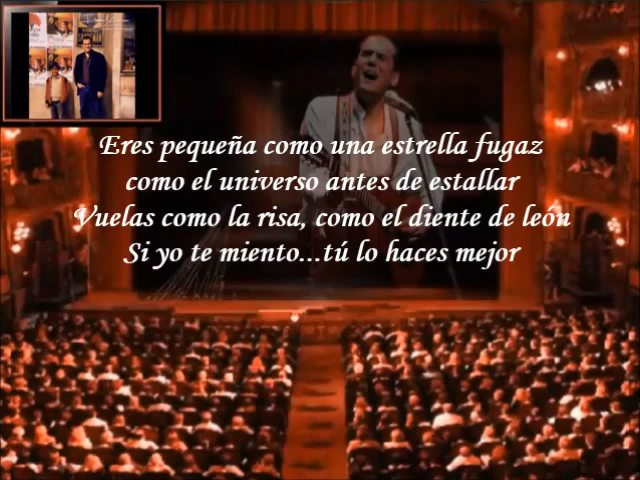 Eres pequeña como una estrella fugaz
como el universo antes de estallar
Vuelas como la risa, como el diente de león
Si yo te miento...tú lo haces mejor